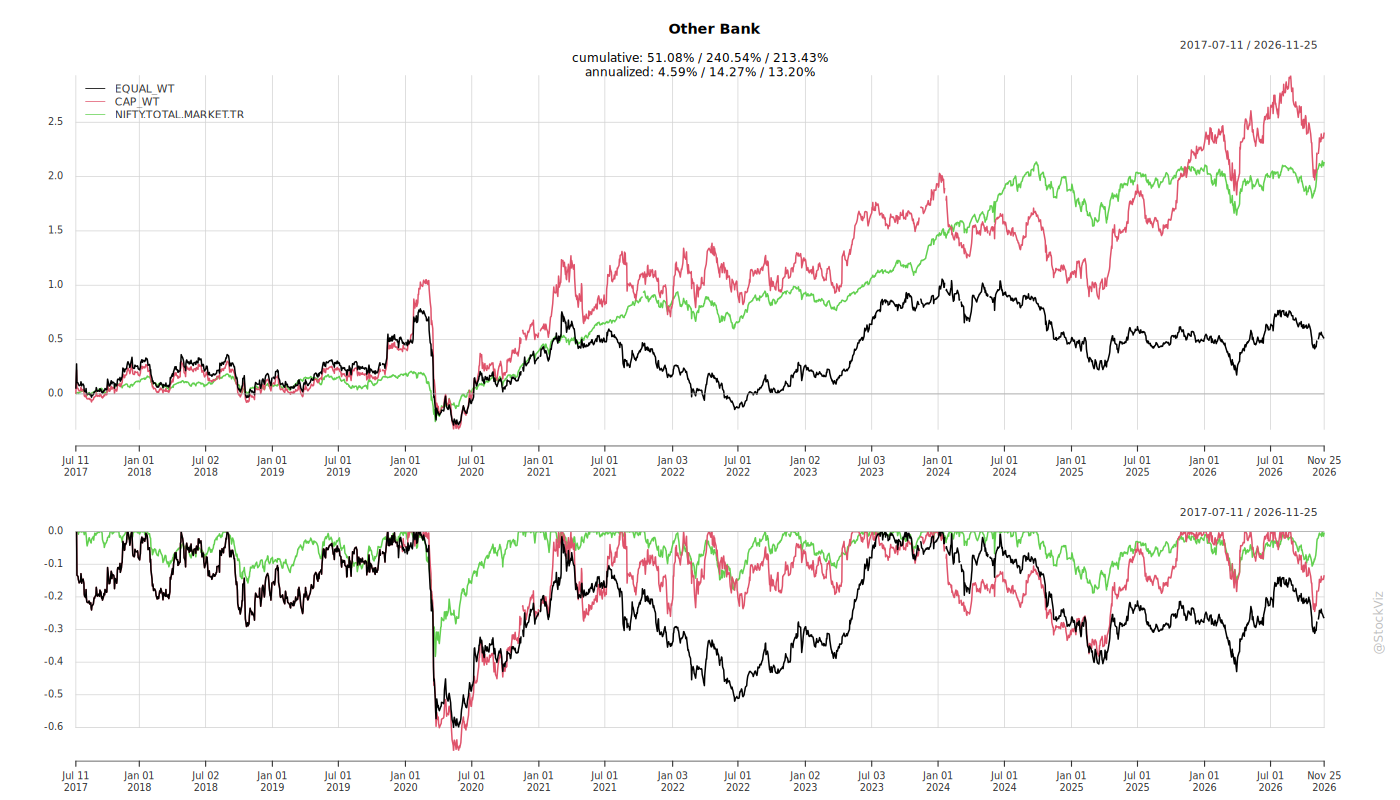 Other Bank
2017-07-11 / 2026-11-25
cumulative: 51.08% / 240.54% / 213.43%
annualized: 4.59% / 14.27% / 13.20%
EQUAL_WT
CAP_WT
NIFTY.TOTAL.MARKET.TR
2.5
2.0
1.5
1.0
0.5
0.0
Jul 11 Jan 01 Jul 02 Jan 01 Jul 01 Jan 01 Jul 01 Jan 01 Jul 01 Jan 03 Jul 01 Jan 02 Jul 03 Jan 01 Jul 01 Jan 01 Jul 01 Jan 01 Jul 01 Nov 25
2017 2018 2018 2019 2019 2020 2020 2021 2021 2022 2022 2023 2023 2024 2024 2025 2025 2026 2026 2026
2017-07-11 / 2026-11-25
0.0
-0.1
-0.2
-0.3
-0.4
-0.5
-0.6
Jul 11 Jan 01 Jul 02 Jan 01 Jul 01 Jan 01 Jul 01 Jan 01 Jul 01 Jan 03 Jul 01 Jan 02 Jul 03 Jan 01 Jul 01 Jan 01 Jul 01 Jan 01 Jul 01 Nov 25
2017 2018 2018 2019 2019 2020 2020 2021 2021 2022 2022 2023 2023 2024 2024 2025 2025 2026 2026 2026
@StockViz